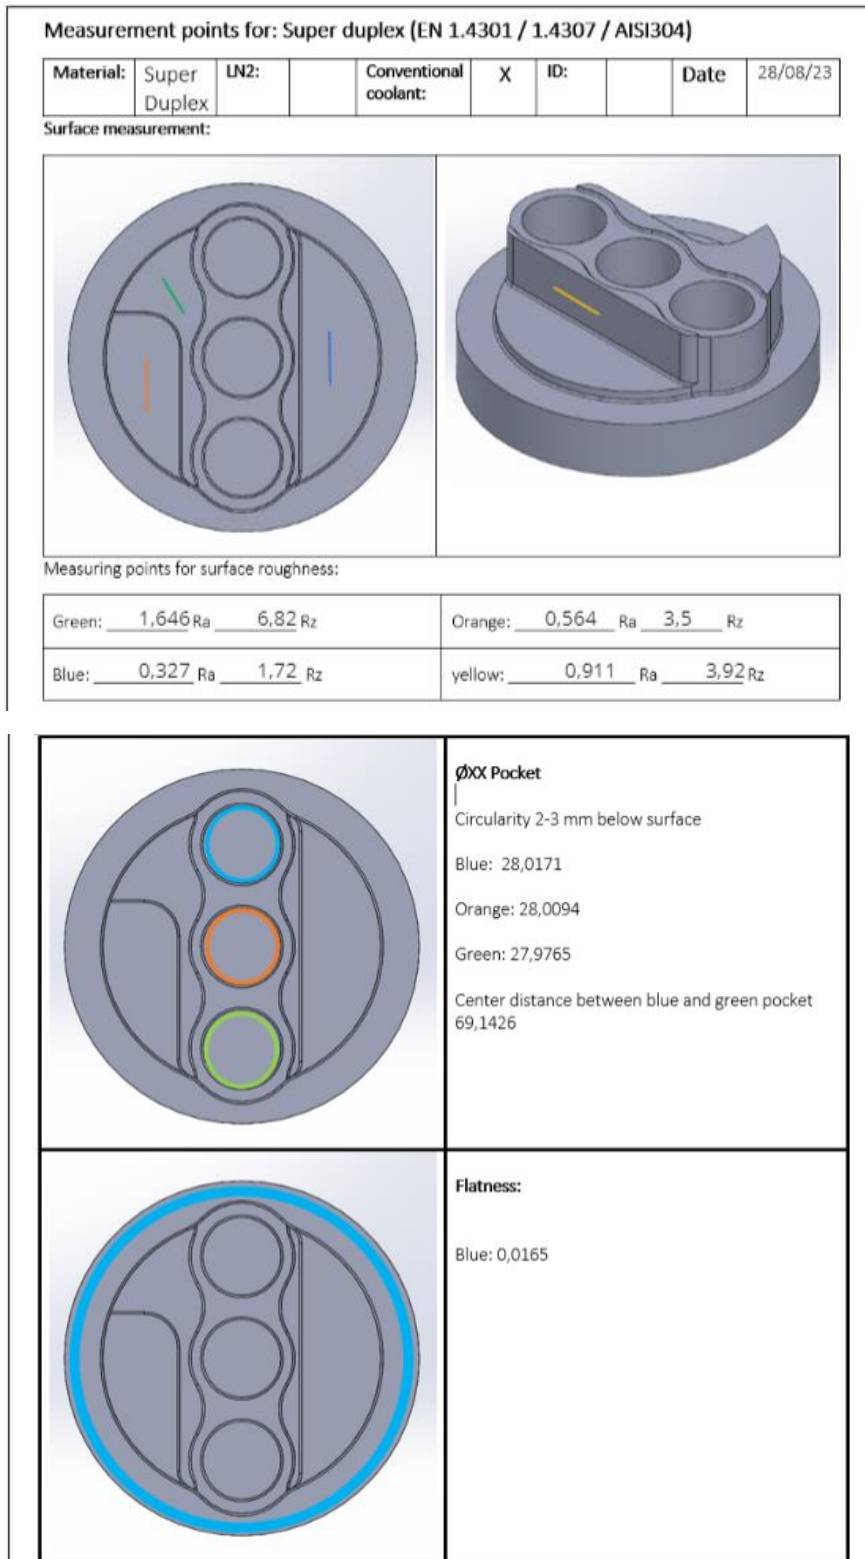 Measurement points for: Super duplex (EN 1.4301 / 1.4307 / AISI304)
Material: Super Duplex LN2: Conventional coolant: X ID: Date 28/08/23
Surface measurement:
Measuring points for surface roughness:
Green: 1,646 Ra 6,82 Rz Orange: 0,564 Ra 3,5 Rz
Blue: 0,327 Ra 1,72 Rz yellow: 0,911 Ra 3,92 Rz
ØXX Pocket
Circularity 2-3 mm below surface
Blue: 28,0171
Orange: 28,0094
Green: 27,9765
Center distance between blue and green pocket
69,1426
Flatness:
Blue: 0,0165